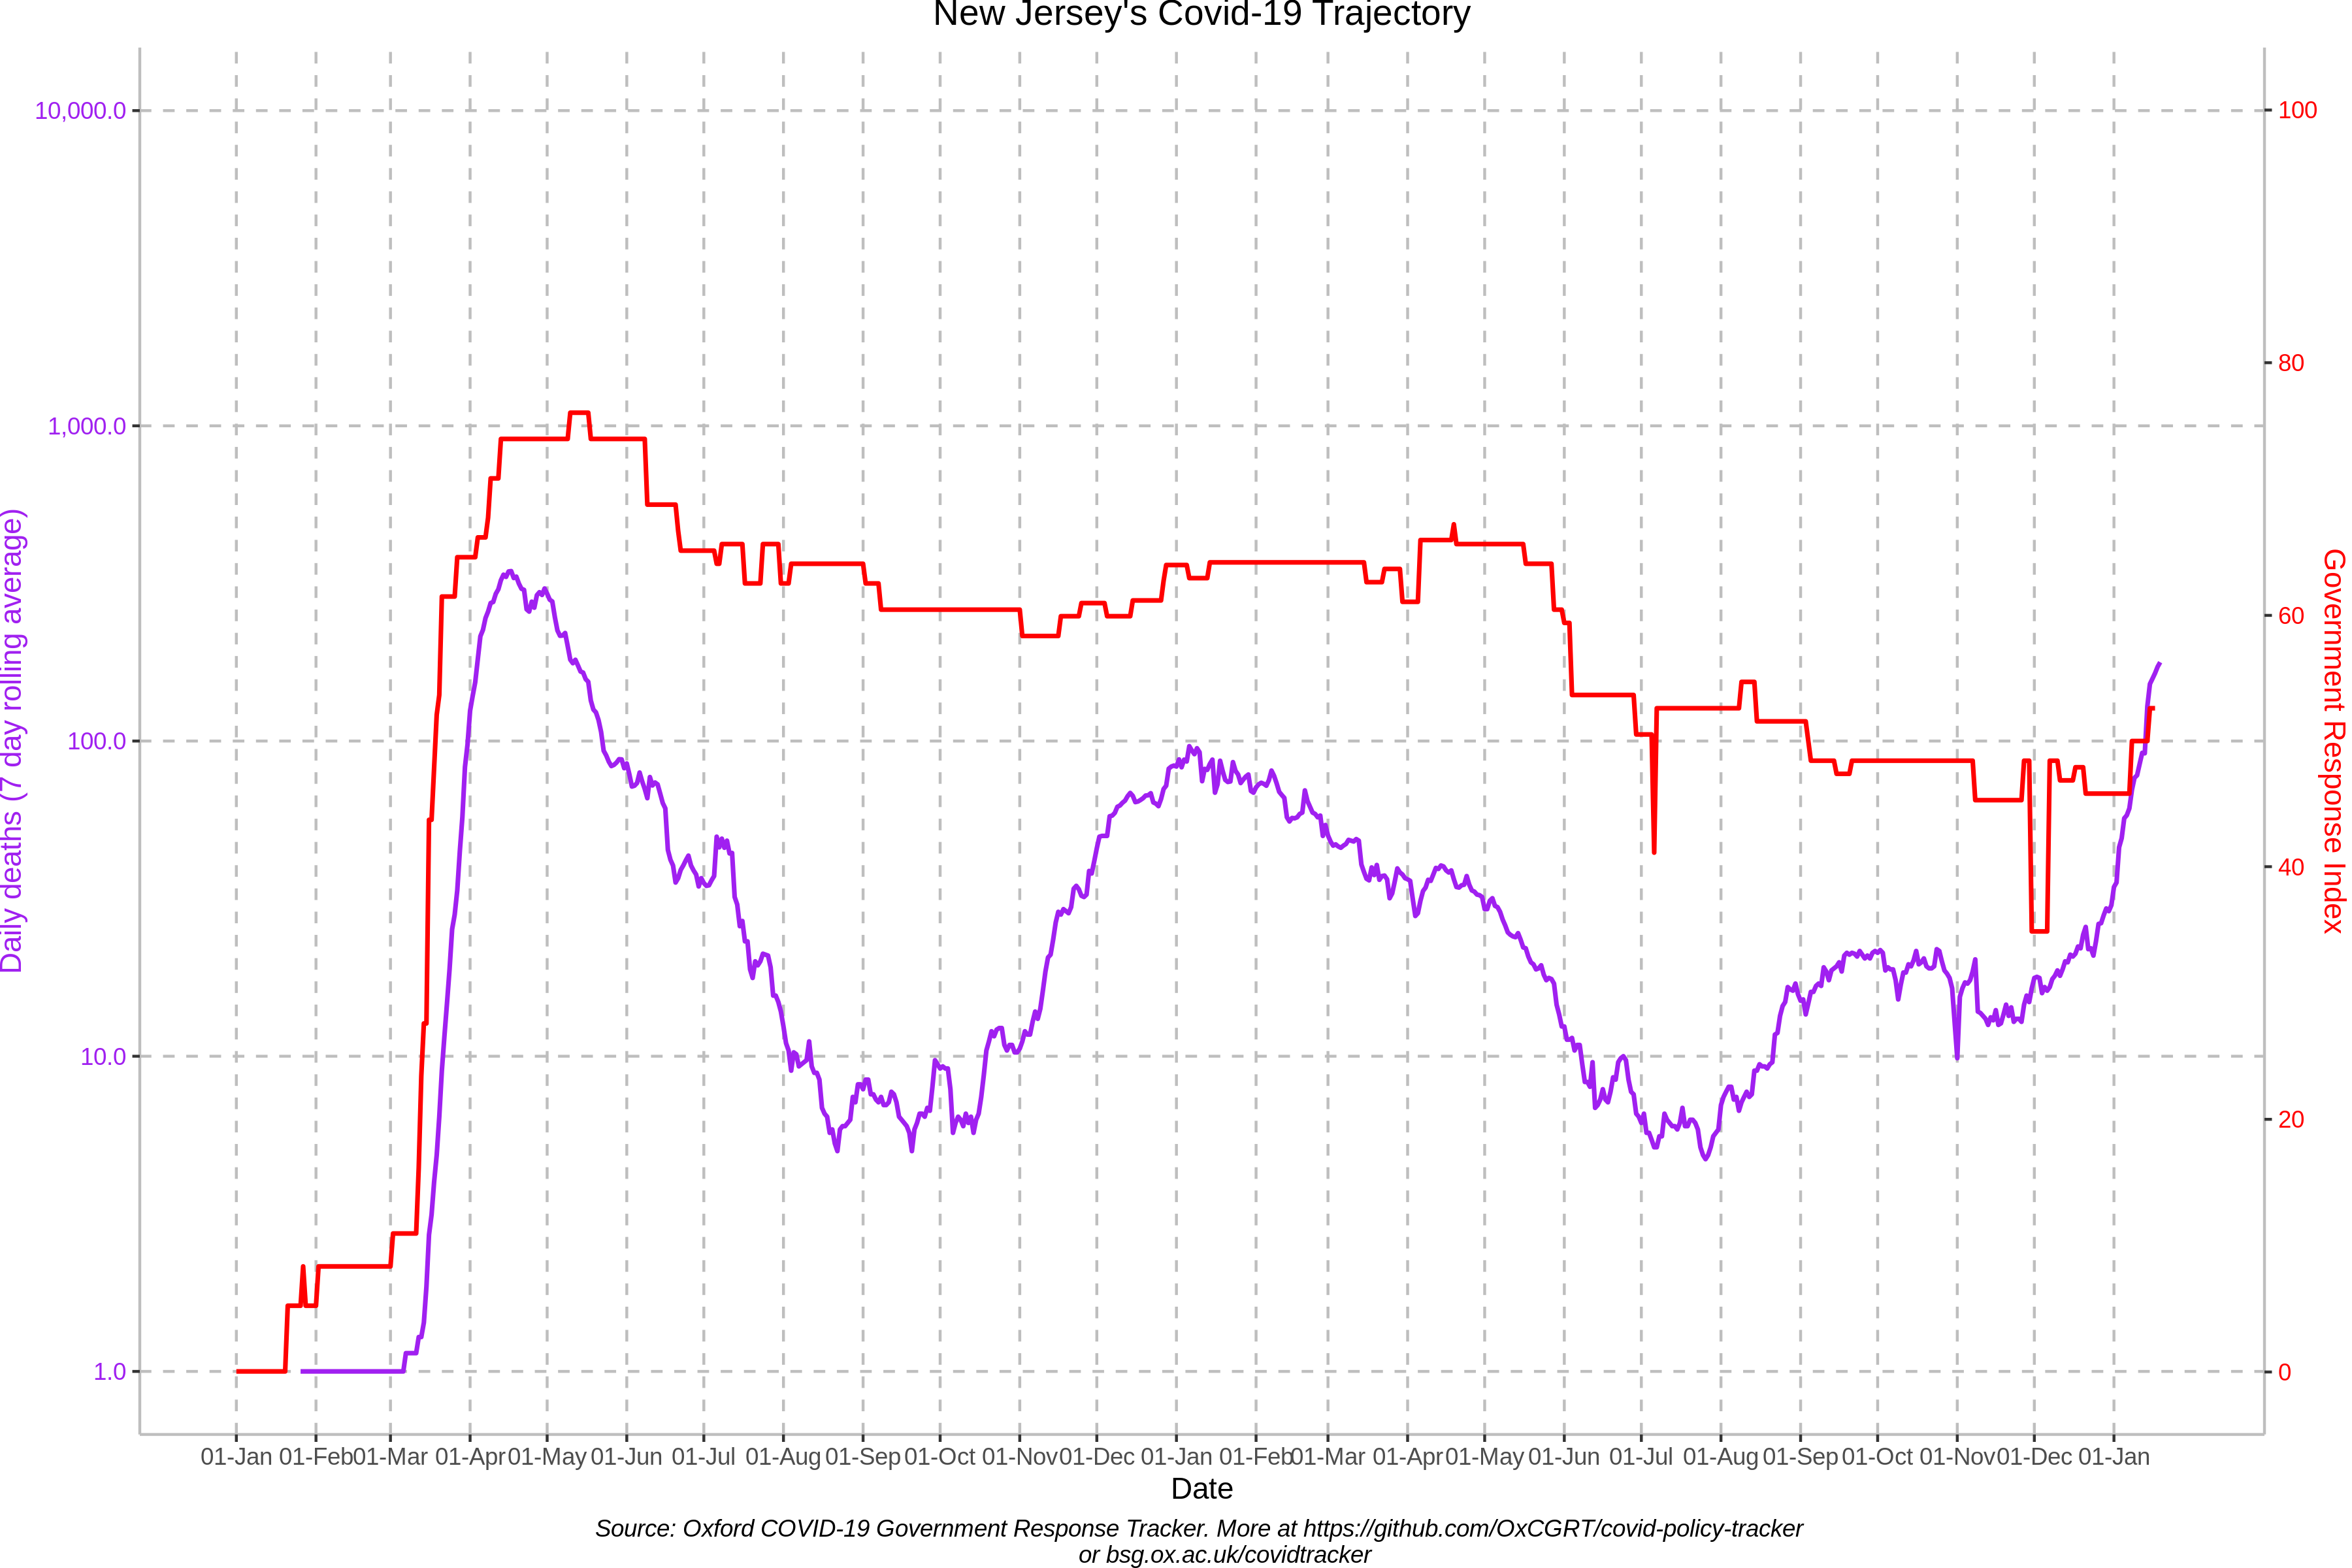 New Jersey's Covid-19 Trajectory
10,000.0
1,000.0
100.0
10.0
1.0
Daily deaths (7 day rolling average)
100
80
60
40
20
0
Government Response Index
01-Jan 01-Feb 01-Mar 01-Apr 01-May 01-Jun 01-Jul 01-Aug 01-Sep 01-Oct 01-Nov 01-Dec 01-Jan 01-Feb 01-Mar 01-Apr 01-May 01-Jun 01-Jul 01-Aug 01-Sep 01-Oct 01-Nov 01-Dec 01-Jan
Date
Source: Oxford COVID-19 Government Response Tracker. More at https://github.com/OxCGRT/covid-policy-tracker
or bsg.ox.ac.uk/covidtracker